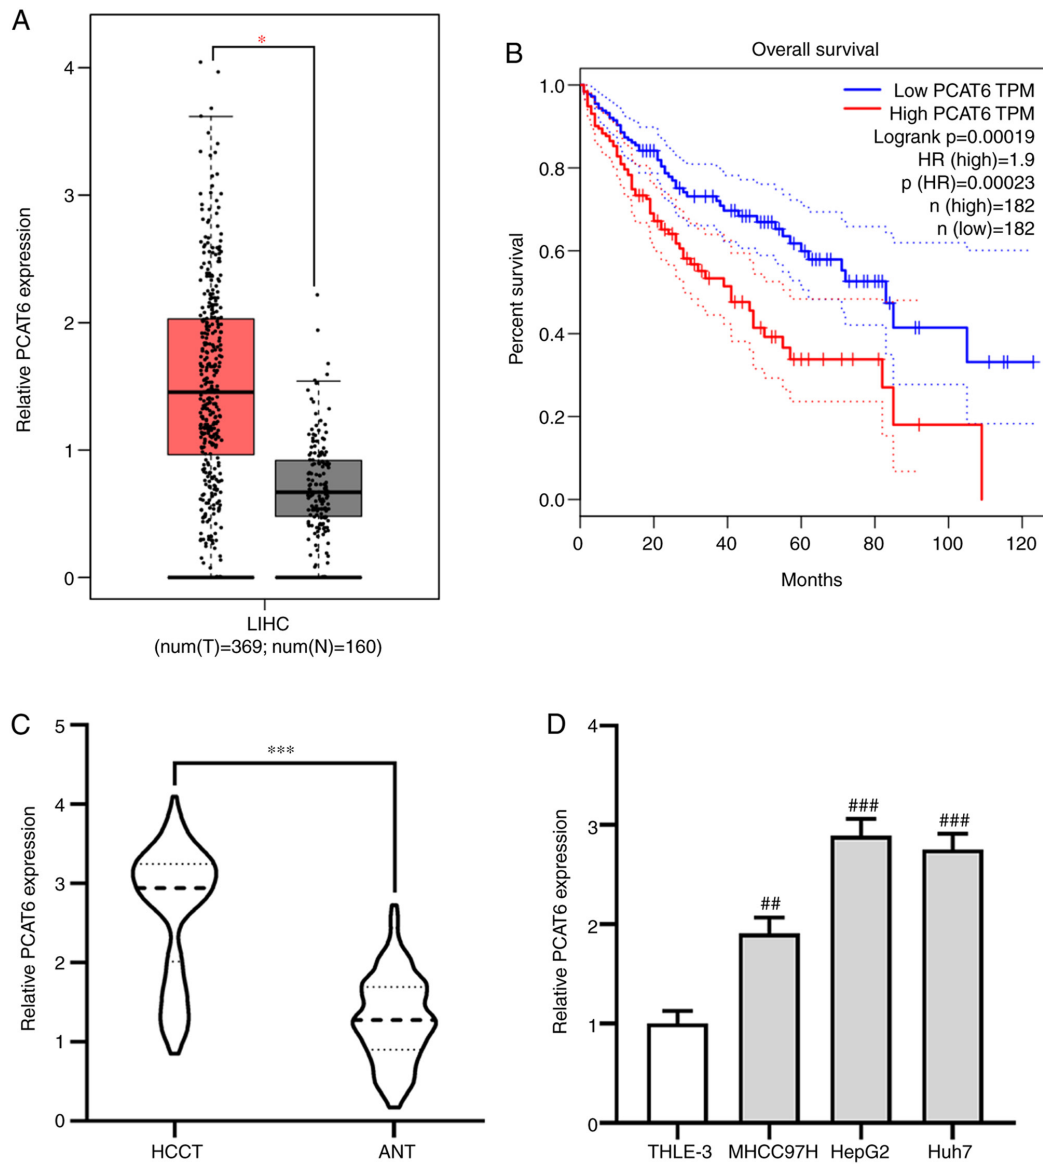 A
Relative PCAT6 expression
4
3
2
1
0
*
LIHC
(num(T)=369; num(N)=160)
B
Overall survival
Percent survival
1.0
0.8
0.6
0.4
0.2
0.0
Low PCAT6 TPM
High PCAT6 TPM
Logrank p=0.00019
HR (high)=1.9
p (HR)=0.00023
n (high)=182
n (low)=182
0 20 40 60 80 100 120
Months
C
Relative PCAT6 expression
5
4
3
2
1
0
***
HCCT ANT
D
Relative PCAT6 expression
4
3
2
1
0
##
###
###
THLE-3 MHCC97H HepG2 Huh7